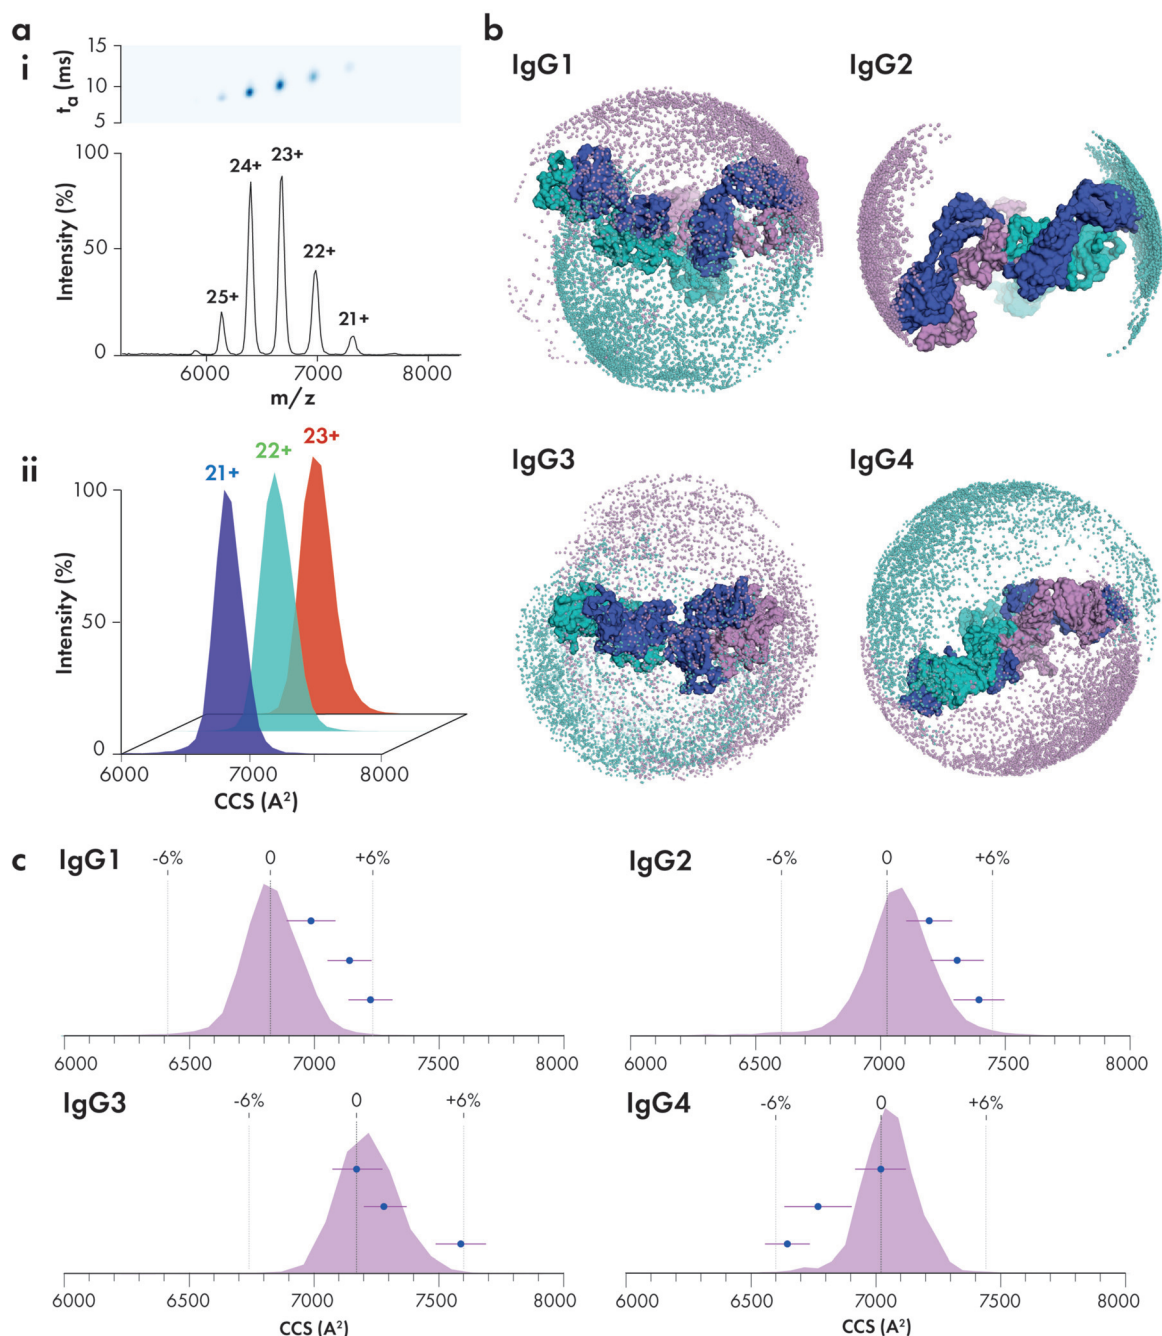 a
b
i
15
10
5
tₐ (ms)
100
50
0
Intensity (%)
25+
24+
23+
22+
21+
6000 7000 8000
m/z
ii
21+
22+
23+
100
50
0
Intensity (%)
6000 7000 8000
CCS (A²)
IgG1
IgG2
IgG3
IgG4
c
IgG1
-6% 0 +6%
6000 6500 7000 7500 8000
IgG2
-6% 0 +6%
6000 6500 7000 7500 8000
IgG3
-6% 0 +6%
6000 6500 7000 7500 8000
CCS (A²)
IgG4
-6% 0 +6%
6000 6500 7000 7500 8000
CCS (A²)